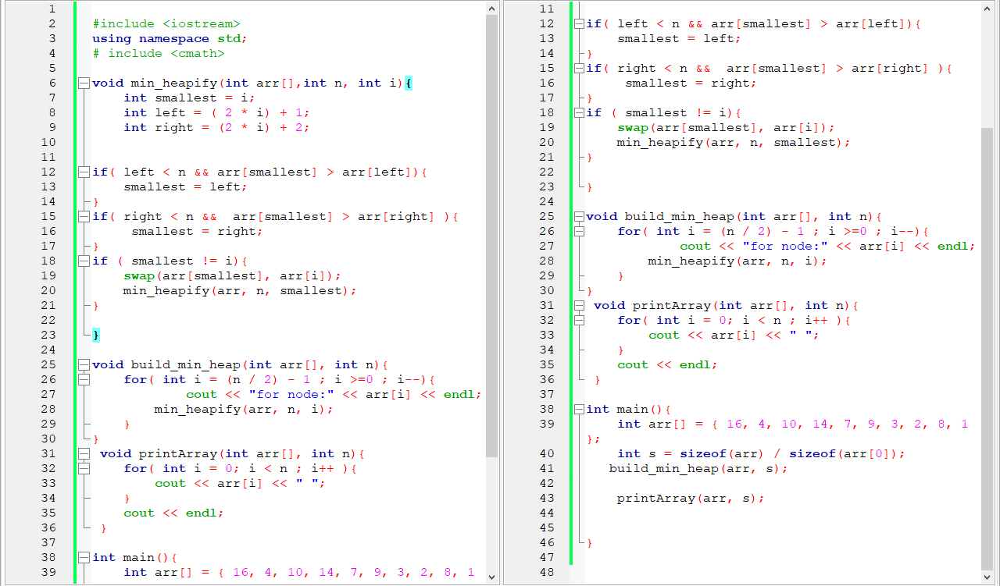 1
2 #include <iostream>
3 using namespace std;
4 # include <cmath>
5
6 void min_heapify(int arr[],int n, int i){
7 int smallest = i;
8 int left = ( 2 * i) + 1;
9 int right = (2 * i) + 2;
10
11
12 if( left < n && arr[smallest] > arr[left]){
13 smallest = left;
14 }
15 if( right < n &&  arr[smallest] > arr[right] ){
16 smallest = right;
17 }
18 if ( smallest != i){
19 swap(arr[smallest], arr[i]);
20 min_heapify(arr, n, smallest);
21 }
22
23 }
24
25 void build_min_heap(int arr[], int n){
26 for( int i = (n / 2) - 1 ; i >=0 ; i--){
27 cout << "for node:" << arr[i] << endl;
28 min_heapify(arr, n, i);
29 }
30 }
31 void printArray(int arr[], int n){
32 for( int i = 0; i < n ; i++ ){
33 cout << arr[i] << " ";
34 }
35 cout << endl;
36 }
37
38 int main(){
39 int arr[] = { 16, 4, 10, 14, 7, 9, 3, 2, 8, 1
11
12 if( left < n && arr[smallest] > arr[left]){
13 smallest = left;
14 }
15 if( right < n &&  arr[smallest] > arr[right] ){
16 smallest = right;
17 }
18 if ( smallest != i){
19 swap(arr[smallest], arr[i]);
20 min_heapify(arr, n, smallest);
21 }
22
23 }
24
25 void build_min_heap(int arr[], int n){
26 for( int i = (n / 2) - 1 ; i >=0 ; i--){
27 cout << "for node:" << arr[i] << endl;
28 min_heapify(arr, n, i);
29 }
30 }
31 void printArray(int arr[], int n){
32 for( int i = 0; i < n ; i++ ){
33 cout << arr[i] << " ";
34 }
35 cout << endl;
36 }
37
38 int main(){
39 int arr[] = { 16, 4, 10, 14, 7, 9, 3, 2, 8, 1
};
40 int s = sizeof(arr) / sizeof(arr[0]);
41 build_min_heap(arr, s);
42
43 printArray(arr, s);
44
45
46 }
47
48